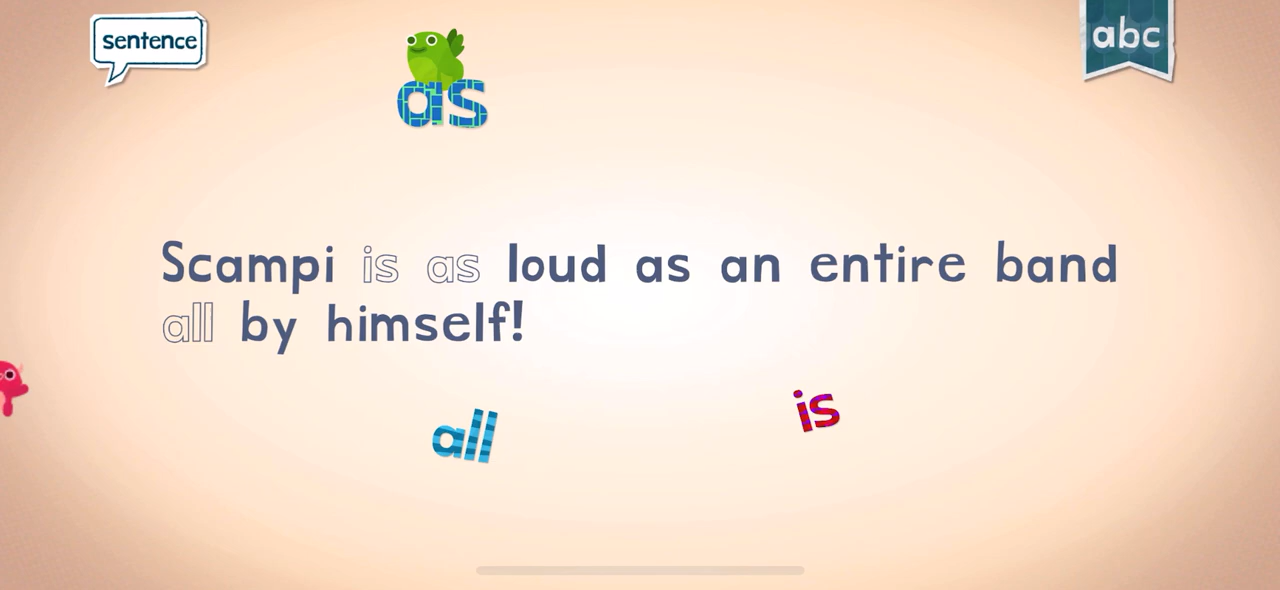 sentence
abc
as
Scampi is as loud as an entire band
all by himself!
all
is